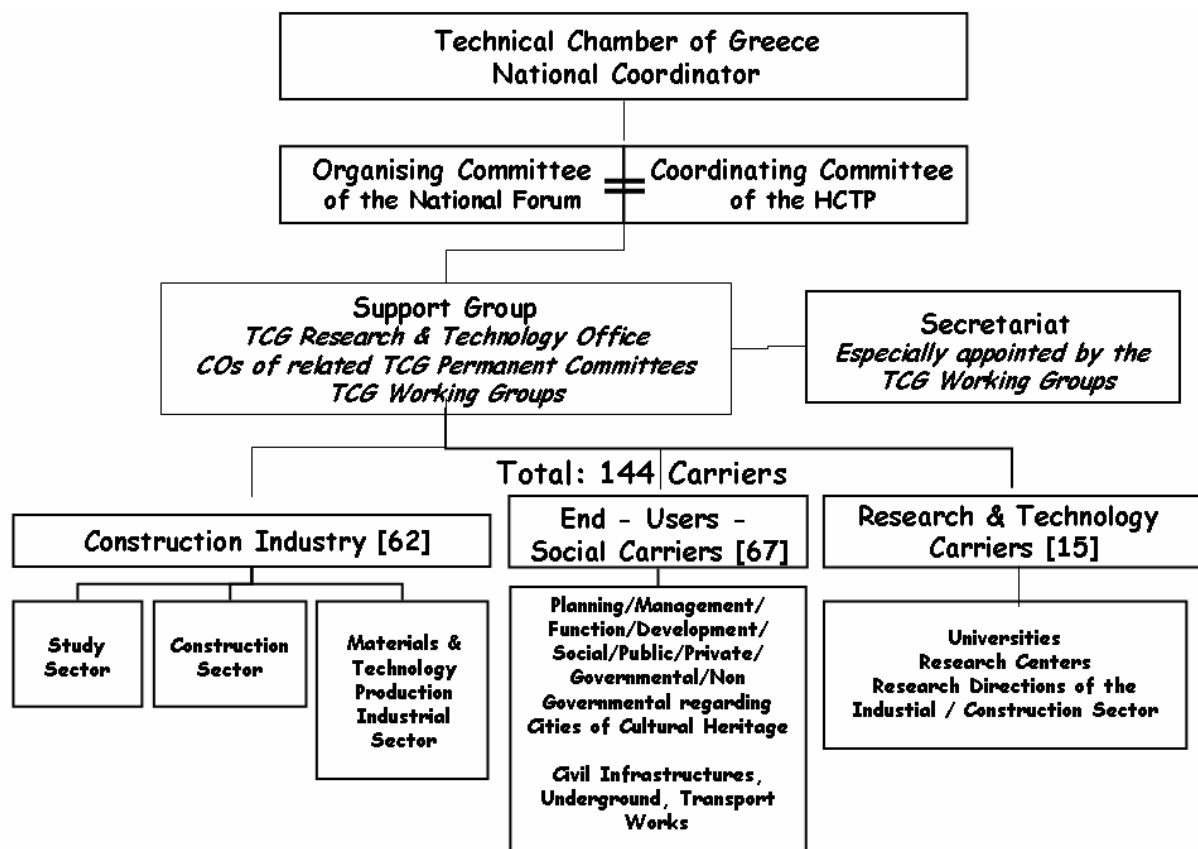 Technical Chamber of Greece
National Coordinator
Organising Committee
of the National Forum
Coordinating Committee
of the HCTP
Support Group
TCG Research & Technology Office
COs of related TCG Permanent Committees
TCG Working Groups
Secretariat
Especially appointed by the
TCG Working Groups
Total: 144 Carriers
Construction Industry [62]
End - Users -
Social Carriers [67]
Research & Technology
Carriers [15]
Study
Sector
Construction
Sector
Materials &
Technology
Production
Industrial
Sector
Planning/Management/
Function/Development/
Social/Public/Private/
Governmental/Non
Governmental regarding
Cities of Cultural Heritage
Civil Infrastructures,
Underground, Transport
Works
Universities
Research Centers
Research Directions of the
Industial / Construction Sector